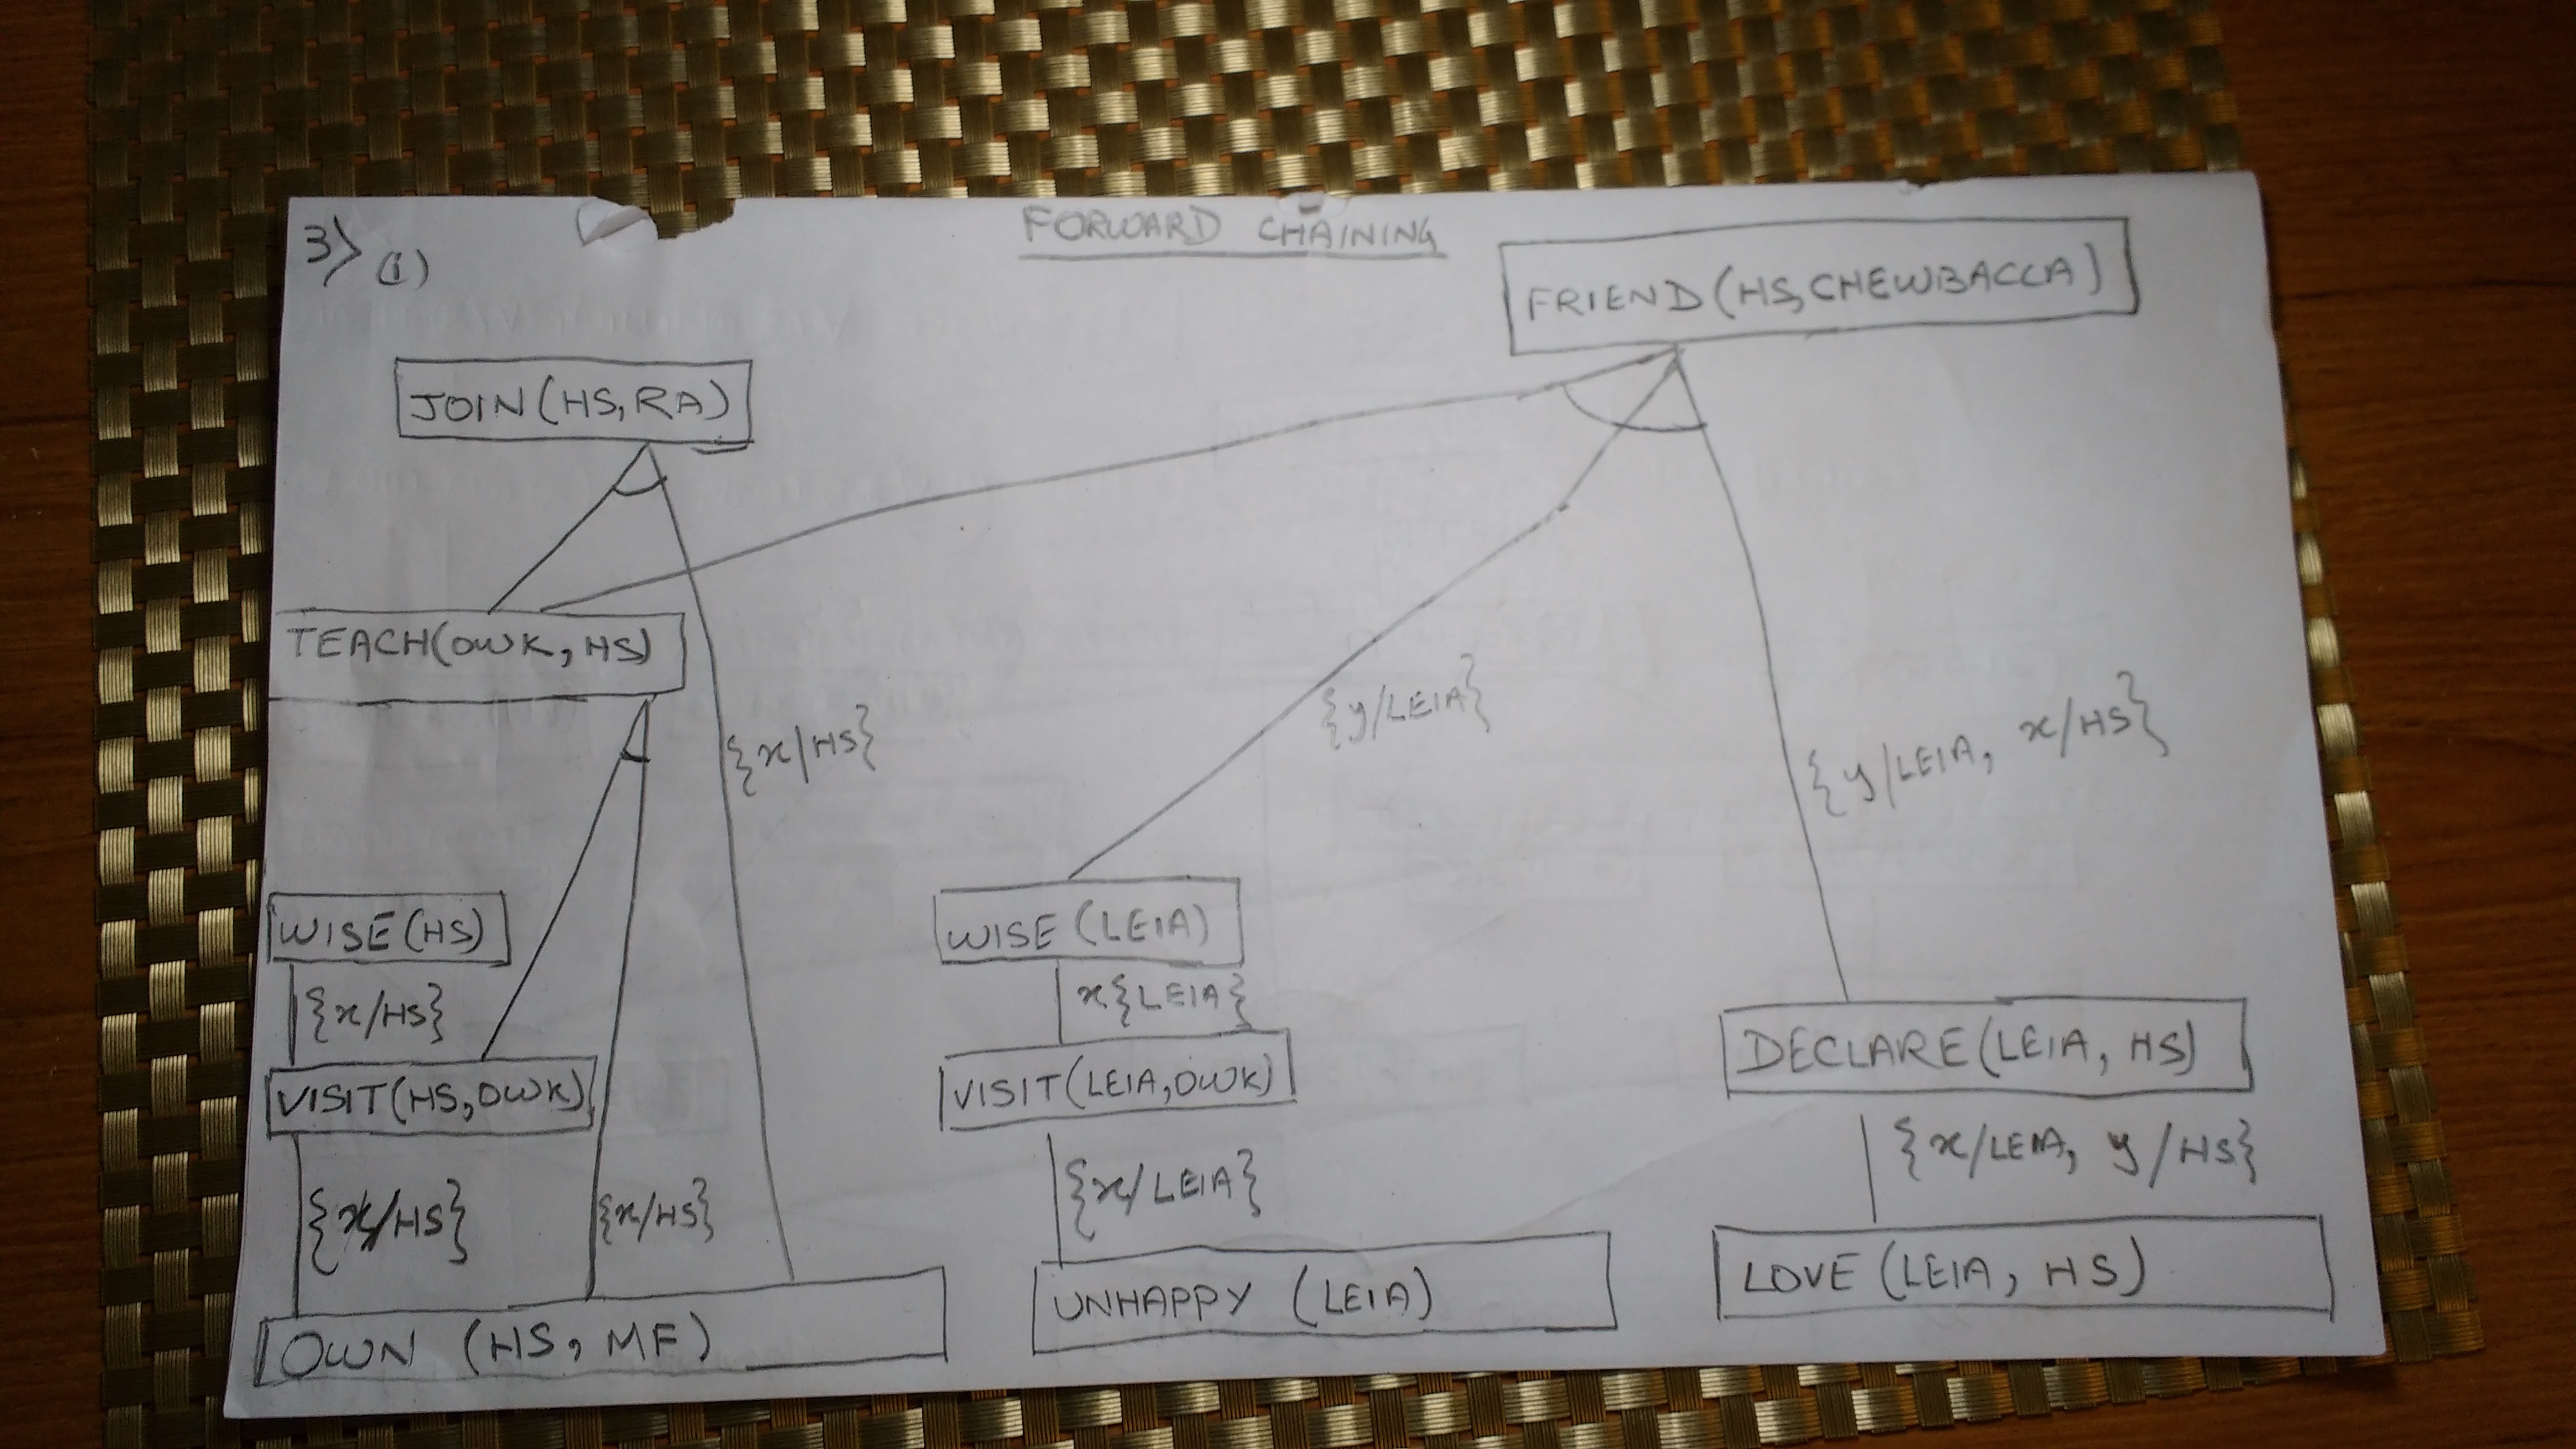 3> (i)
FORWARD CHAINING
FRIEND (HS, CHEWBACCA)
JOIN (HS, RA)
TEACH (OWK, HS)
{x/HS}
{y/LEIA}
{y/LEIA, x/HS}
WISE (HS)
WISE (LEIA)
{x/HS}
x{LEIA}
VISIT (HS, OWK)
VISIT (LEIA, OWK)
DECLARE (LEIA, HS)
{x/HS}
{x/HS}
{x/LEIA}
{x/LEIA, y/HS}
OWN (HS, MF)
UNHAPPY (LEIA)
LOVE (LEIA, HS)